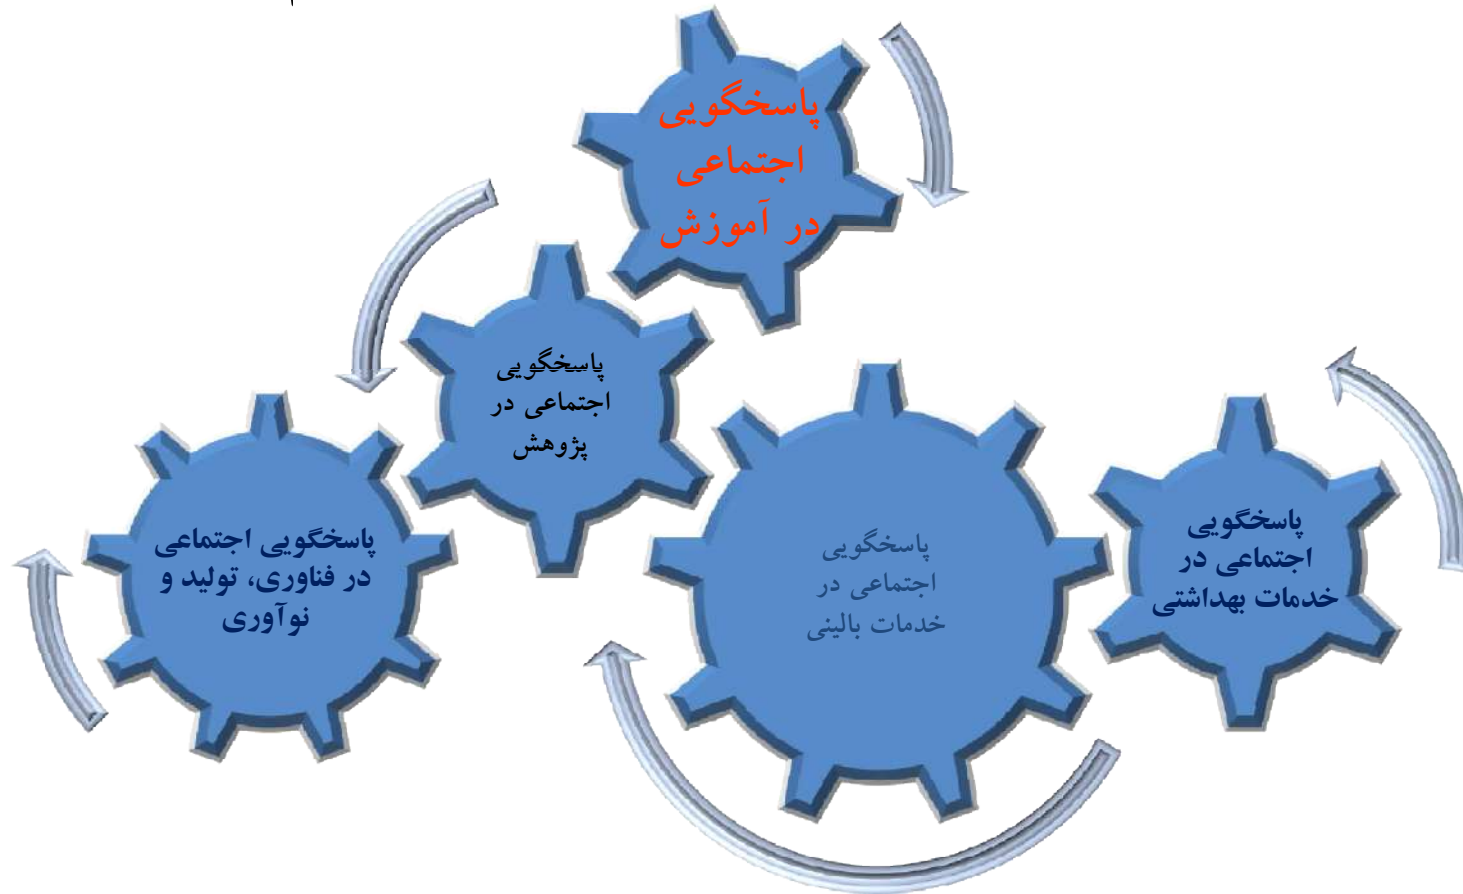 پاسخگویی
اجتماعی
در آموزش
پاسخگویی
اجتماعی در
پژوهش
پاسخگویی
اجتماعی در
خدمات بهداشتی
پاسخگویی
اجتماعی در
خدمات بالینی
پاسخگویی اجتماعی
در فناوری، تولید و
نوآوری